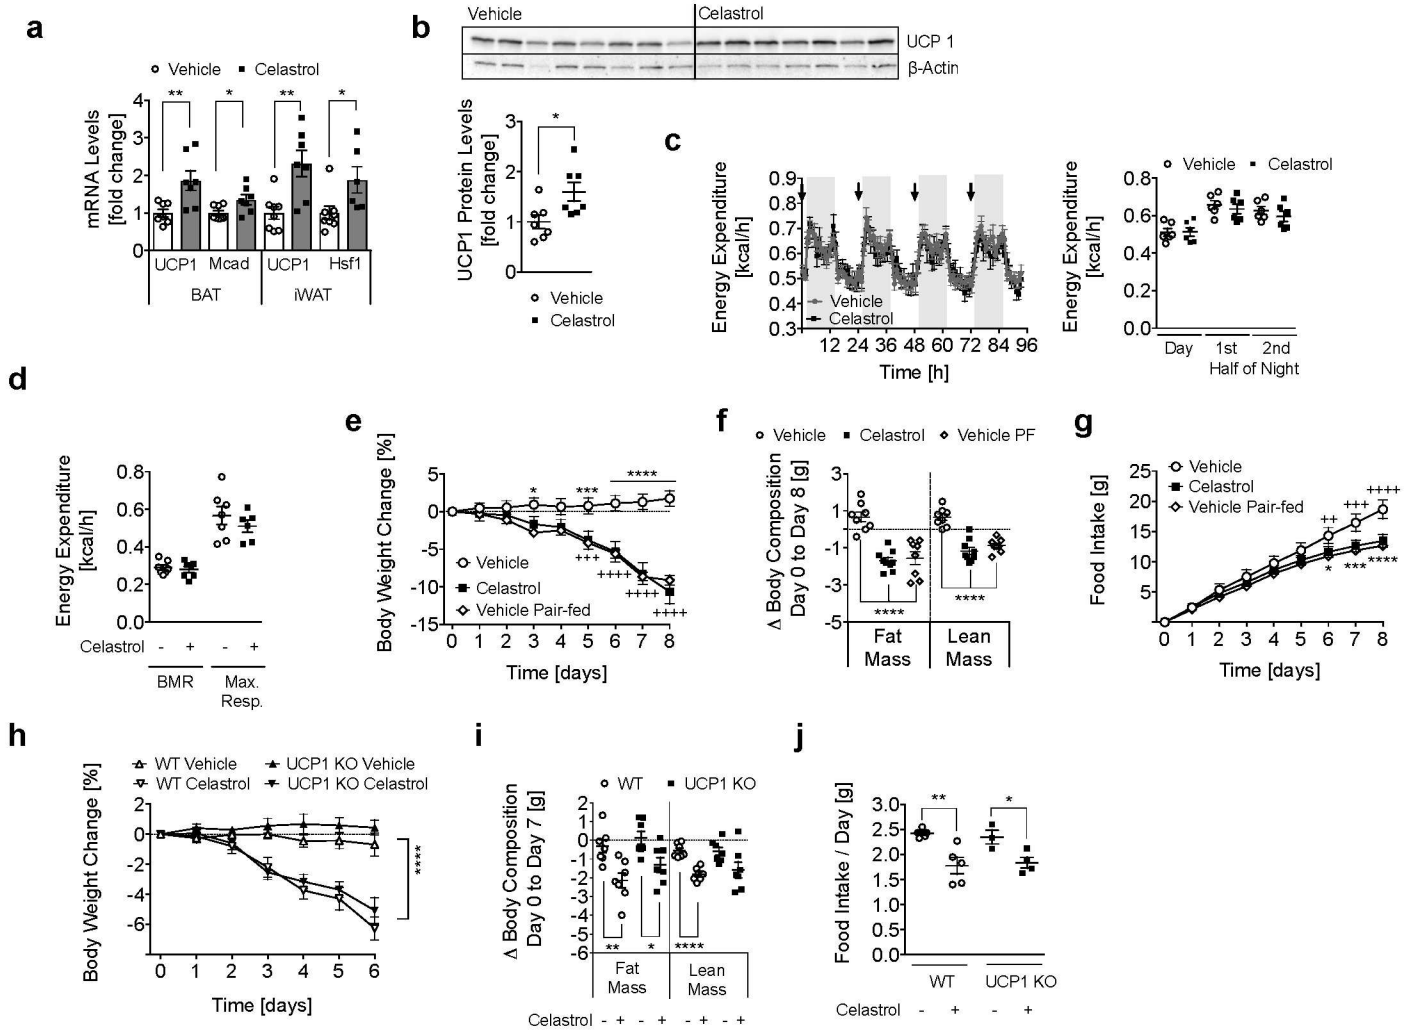 a
Vehicle Celastrol
** * ** *
mRNA Levels
[fold change]
4
3
2
1
0
UCP1 Mcad UCP1 Hsf1
BAT iWAT
b
Vehicle Celastrol
UCP 1
β-Actin
UCP1 Protein Levels
[fold change]
3
2
1
0
*
Vehicle
Celastrol
c
Energy Expenditure
[kcal/h]
0.9
0.8
0.7
0.6
0.5
0.4
0.3
Vehicle
Celastrol
12 24 36 48 60 72 84 96
Time [h]
Vehicle Celastrol
Energy Expenditure
[kcal/h]
0.8
0.6
0.4
0.2
0.0
Day 1st 2nd
Half of Night
d
Energy Expenditure
[kcal/h]
0.8
0.6
0.4
0.2
0.0
Celastrol - + - +
BMR Max.
Resp.
e
Body Weight Change [%]
5
0
-5
-10
-15
* *** ****
Vehicle
Celastrol
Vehicle Pair-fed
+++
++++
++++
++++
0 1 2 3 4 5 6 7 8
Time [days]
f
Vehicle Celastrol Vehicle PF
Δ Body Composition
Day 0 to Day 8 [g]
3
1
-1
-3
-5
**** ****
Fat
Mass
Lean
Mass
g
Food Intake [g]
25
20
15
10
5
Vehicle
Celastrol
Vehicle Pair-fed
++ +++ ++++
* *** ****
0 1 2 3 4 5 6 7 8
Time [days]
h
WT Vehicle UCP1 KO Vehicle
WT Celastrol UCP1 KO Celastrol
Body Weight Change [%]
2
0
-2
-4
-6
****
0 1 2 3 4 5 6
Time [days]
i
WT UCP1 KO
Δ Body Composition
Day 0 to Day 7 [g]
2
1
0
-1
-2
-3
-4
-5
-6
** * ****
Fat
Mass
Lean
Mass
Celastrol - + - + - + - +
j
Food Intake / Day [g]
3.0
2.5
2.0
1.5
1.0
0.5
0.0
** *
WT UCP1 KO
Celastrol - + - +